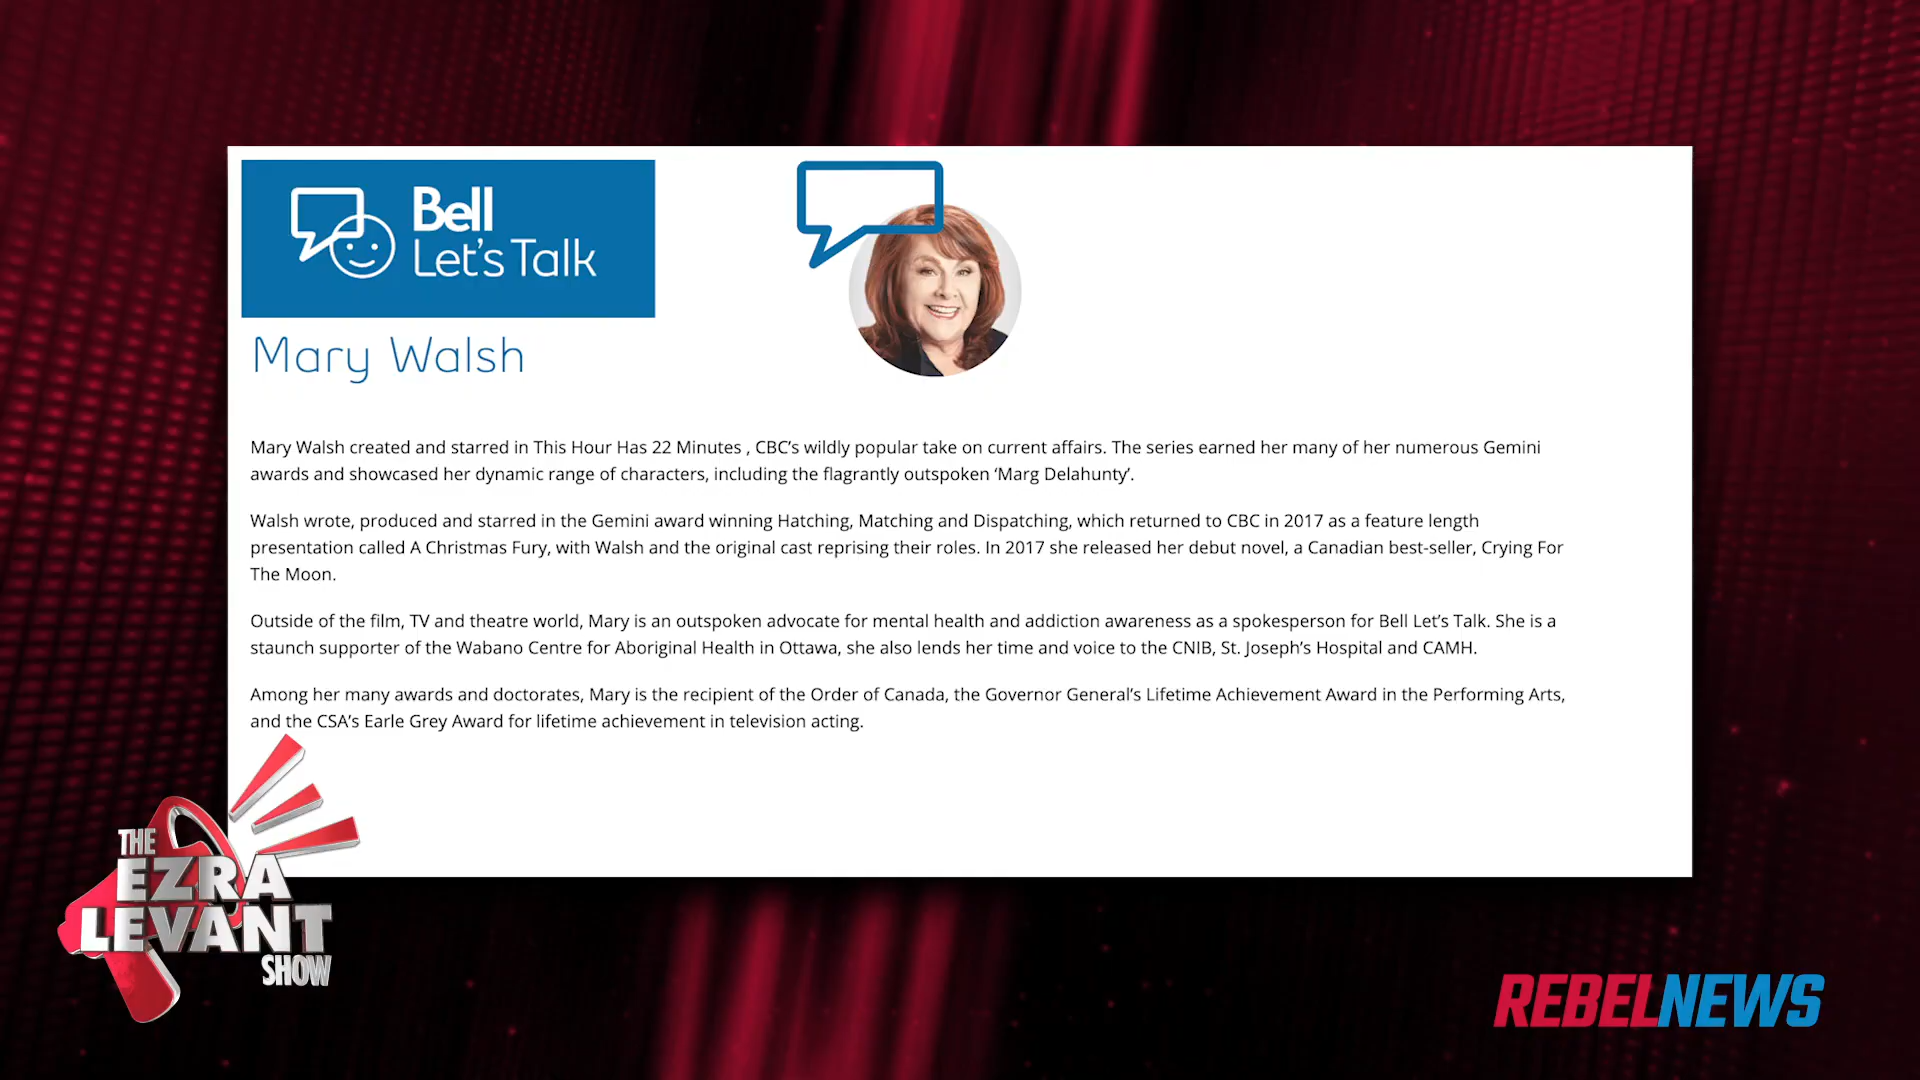 Bell
Let's Talk
Mary Walsh
Mary Walsh created and starred in This Hour Has 22 Minutes , CBC’s wildly popular take on current affairs. The series earned her many of her numerous Gemini
awards and showcased her dynamic range of characters, including the flagrantly outspoken ‘Marg Delahunty’.
Walsh wrote, produced and starred in the Gemini award winning Hatching, Matching and Dispatching, which returned to CBC in 2017 as a feature length
presentation called A Christmas Fury, with Walsh and the original cast reprising their roles. In 2017 she released her debut novel, a Canadian best-seller, Crying For
The Moon.
Outside of the film, TV and theatre world, Mary is an outspoken advocate for mental health and addiction awareness as a spokesperson for Bell Let’s Talk. She is a
staunch supporter of the Wabano Centre for Aboriginal Health in Ottawa, she also lends her time and voice to the CNIB, St. Joseph’s Hospital and CAMH.
Among her many awards and doctorates, Mary is the recipient of the Order of Canada, the Governor General’s Lifetime Achievement Award in the Performing Arts,
and the CSA’s Earle Grey Award for lifetime achievement in television acting.
THE
EZRA
LEVANT
SHOW
REBELNEWS